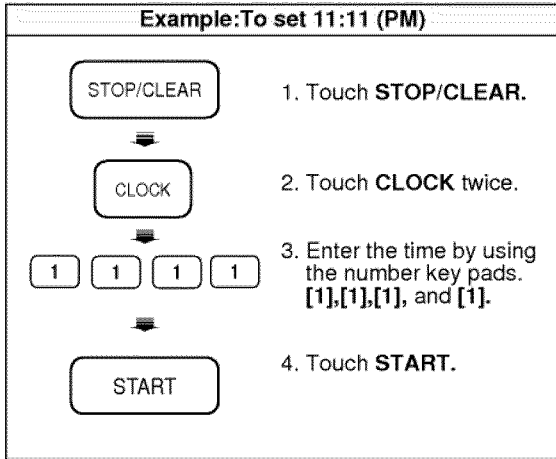 Example:To set 11:11 (PM)
STOP/CLEAR
1. Touch STOP/CLEAR.
CLOCK
2. Touch CLOCK twice.
1 1 1 1
3. Enter the time by using
the number key pads.
[1],[1],[1], and [1].
START
4. Touch START.